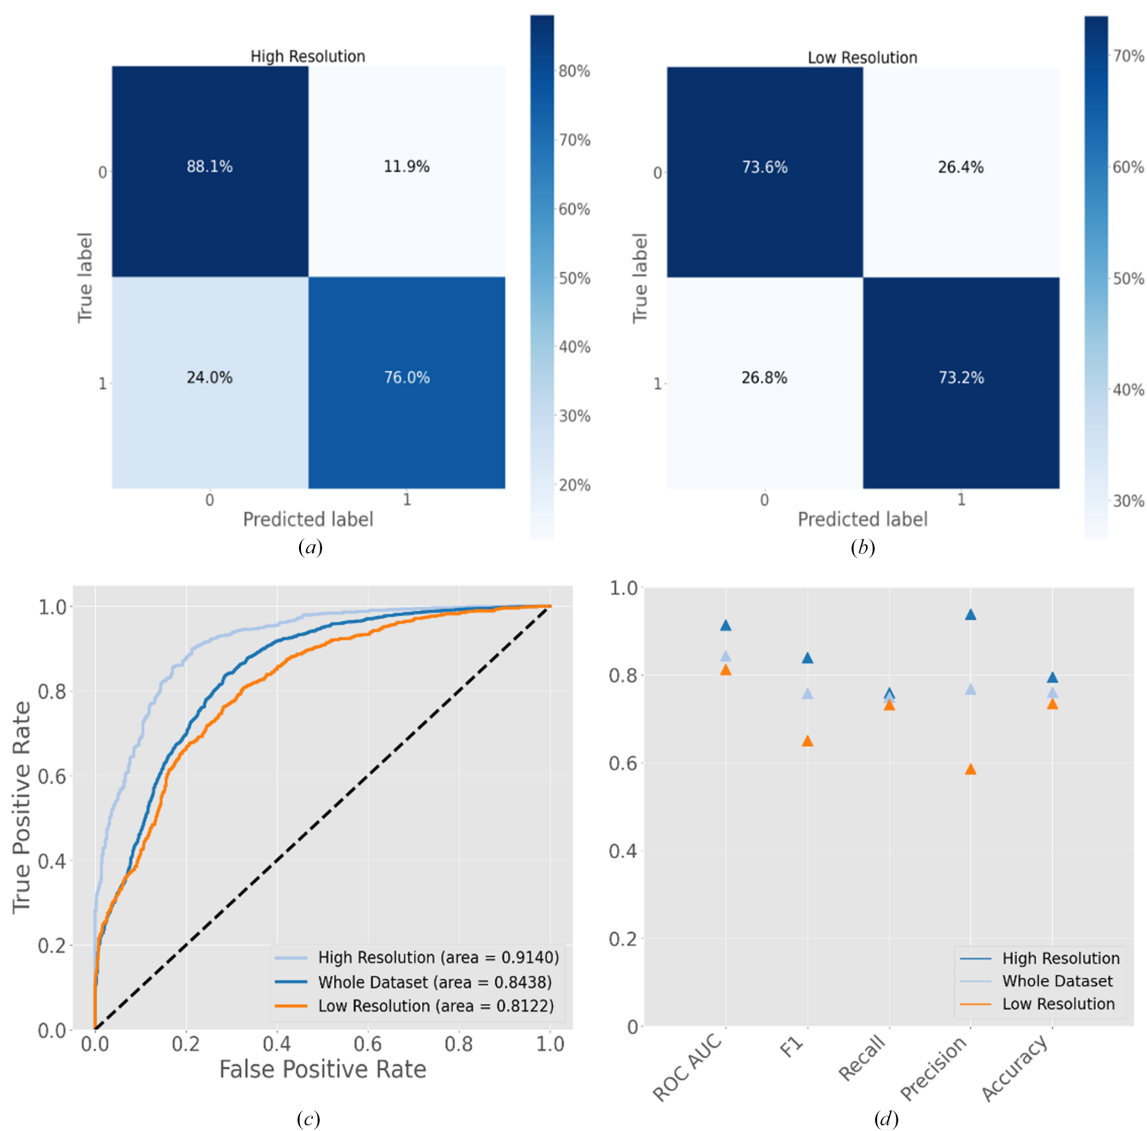 High Resolution
88.1%
11.9%
24.0%
76.0%
0
1
True label
0
1
Predicted label
80%
70%
60%
50%
40%
30%
20%
(a)
Low Resolution
73.6%
26.4%
26.8%
73.2%
0
1
True label
0
1
Predicted label
70%
60%
50%
40%
30%
(b)
1.0
0.8
0.6
0.4
0.2
0.0
True Positive Rate
High Resolution (area = 0.9140)
Whole Dataset (area = 0.8438)
Low Resolution (area = 0.8122)
0.0
0.2
0.4
0.6
0.8
1.0
False Positive Rate
(c)
1.0
0.8
0.6
0.4
0.2
0
High Resolution
Whole Dataset
Low Resolution
ROC AUC
F1
Recall
Precision
Accuracy
(d)